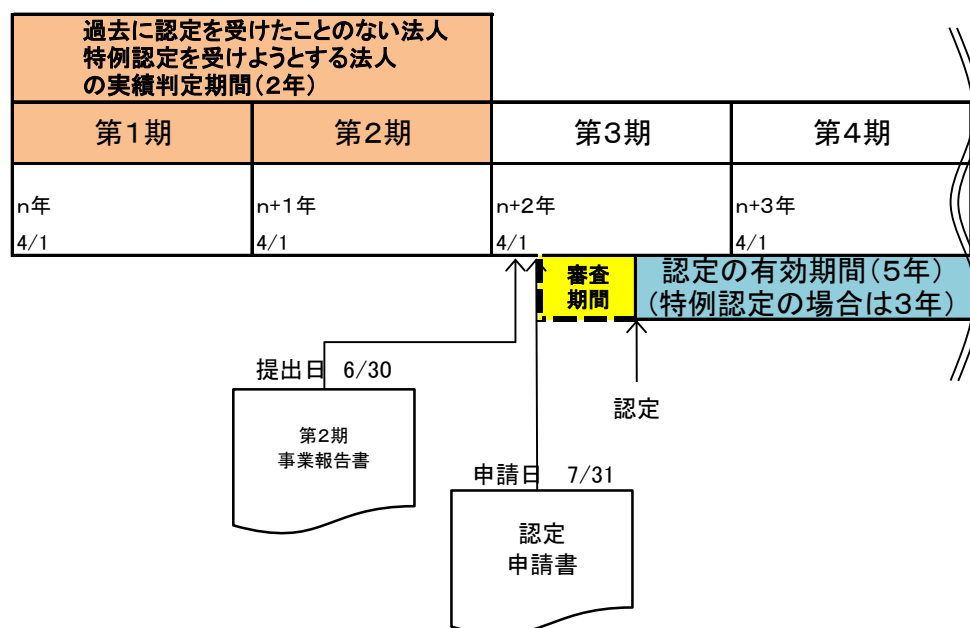 過去に認定を受けたことのない法人
特例認定を受けようとする法人
の実績判定期間(2年)
第1期
第2期
第3期
第4期
n年
4/1
n+1年
4/1
n+2年
4/1
n+3年
4/1
審査
期間
認定の有効期間(5年)
(特例認定の場合は3年)
提出日 6/30
認定
第2期
事業報告書
申請日 7/31
認定
申請書